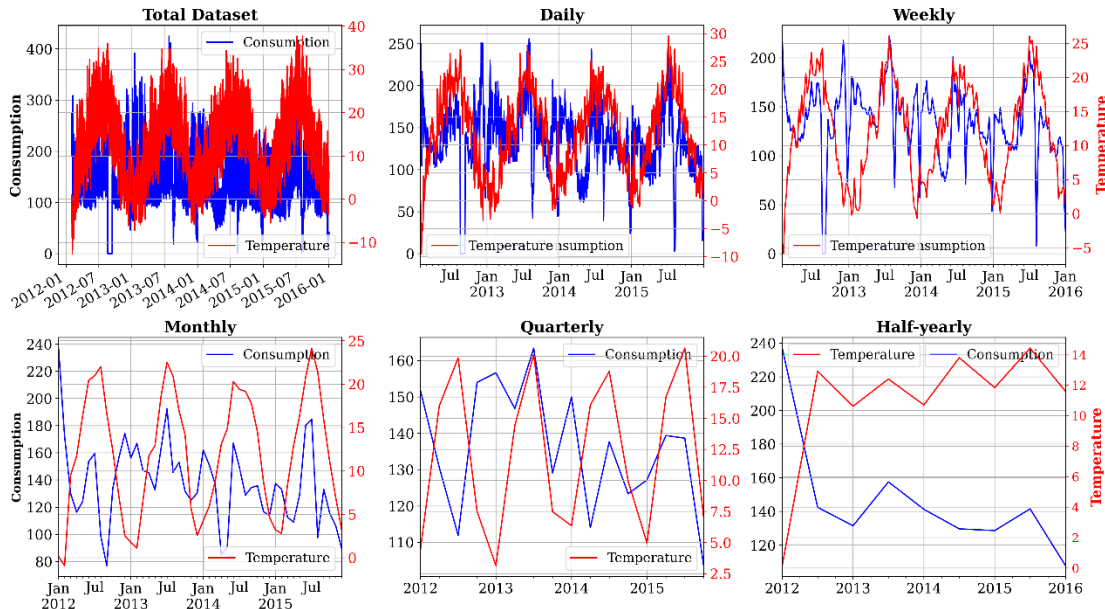 Total Dataset
Daily
Weekly
Consumption
Temperature
400
300
200
100
0
40
30
20
10
0
−10
Consumption
Temperature
2012-01
2012-07
2013-01
2013-07
2014-01
2014-07
2015-01
2015-07
2016-01
250
200
150
100
50
0
30
25
20
15
10
5
0
−5
−10
Temperature
sumption
Jul
Jan
2013
Jul
Jan
2014
Jul
Jan
2015
Jul
200
150
100
50
0
25
20
15
10
5
0
−5
Temperature
Temperature
sumption
Jul
Jan
2013
Jul
Jan
2014
Jul
Jan
2015
Jul
Jan
2016
Monthly
Quarterly
Half-yearly
Consumption
240
220
200
180
160
140
120
100
80
25
20
15
10
5
0
Consumption
Temperature
Jan
2012
Jul
Jan
2013
Jul
Jan
2014
Jul
Jan
2015
Jul
160
150
140
130
120
110
100
20.0
17.5
15.0
12.5
10.0
7.5
5.0
2.5
Consumption
Temperature
2012
2013
2014
2015
240
220
200
180
160
140
120
14
12
10
8
6
4
2
0
Temperature
Temperature
Consumption
2012
2013
2014
2015
2016